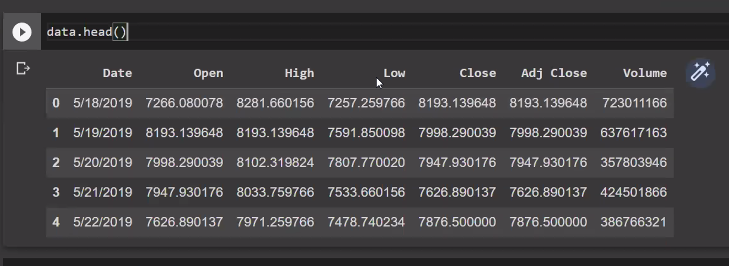 data.head()
Date Open High Low Close Adj Close Volume
0 5/18/2019 7266.080078 8281.660156 7257.259766 8193.139648 8193.139648 723011166
1 5/19/2019 8193.139648 8193.139648 7591.850098 7998.290039 7998.290039 637617163
2 5/20/2019 7998.290039 8102.319824 7807.770020 7947.930176 7947.930176 357803946
3 5/21/2019 7947.930176 8033.759766 7533.660156 7626.890137 7626.890137 424501866
4 5/22/2019 7626.890137 7971.259766 7478.740234 7876.500000 7876.500000 386766321